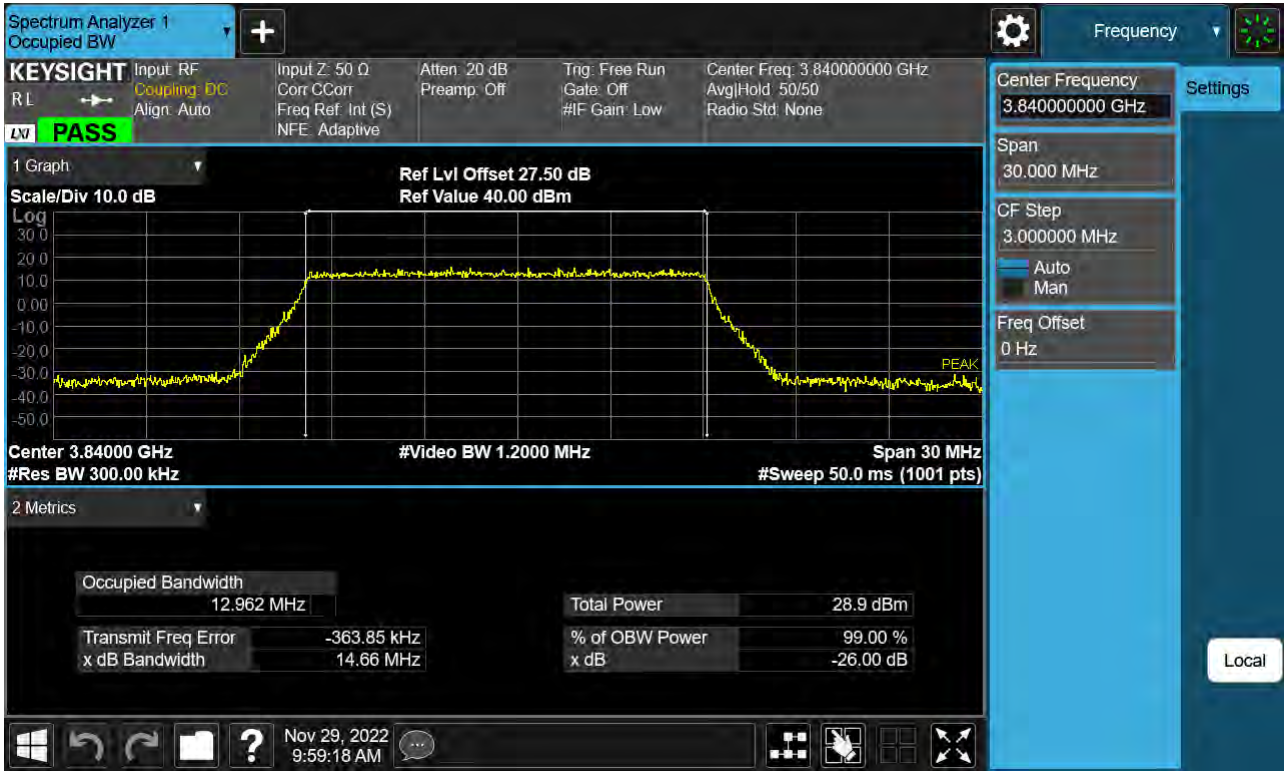 Spectrum Analyzer 1
Occupied BW
+
Frequency
KEYSIGHT
R L
LXI
PASS
Input: RF
Coupling: DC
Align: Auto
Input Z: 50 Ω
Corr CCorr
Freq Ref: Int (S)
NFE: Adaptive
Atten: 20 dB
Preamp: Off
Trig: Free Run
Gate: Off
#IF Gain: Low
Center Freq: 3.840000000 GHz
Avg|Hold: 50/50
Radio Std: None
Center Frequency
3.840000000 GHz
Settings
Span
30.000 MHz
CF Step
3.000000 MHz
Auto
Man
Freq Offset
0 Hz
Local
1 Graph
Scale/Div 10.0 dB
Ref Lvl Offset 27.50 dB
Ref Value 40.00 dBm
Log
30.0
20.0
10.0
0.00
-10.0
-20.0
-30.0
-40.0
-50.0
PEAK
Center 3.84000 GHz
#Video BW 1.2000 MHz
Span 30 MHz
#Res BW 300.00 kHz
#Sweep 50.0 ms (1001 pts)
2 Metrics
Occupied Bandwidth
12.962 MHz
Total Power 28.9 dBm
Transmit Freq Error -363.85 kHz
% of OBW Power 99.00 %
x dB Bandwidth 14.66 MHz
x dB -26.00 dB
?
Nov 29, 2022
9:59:18 AM